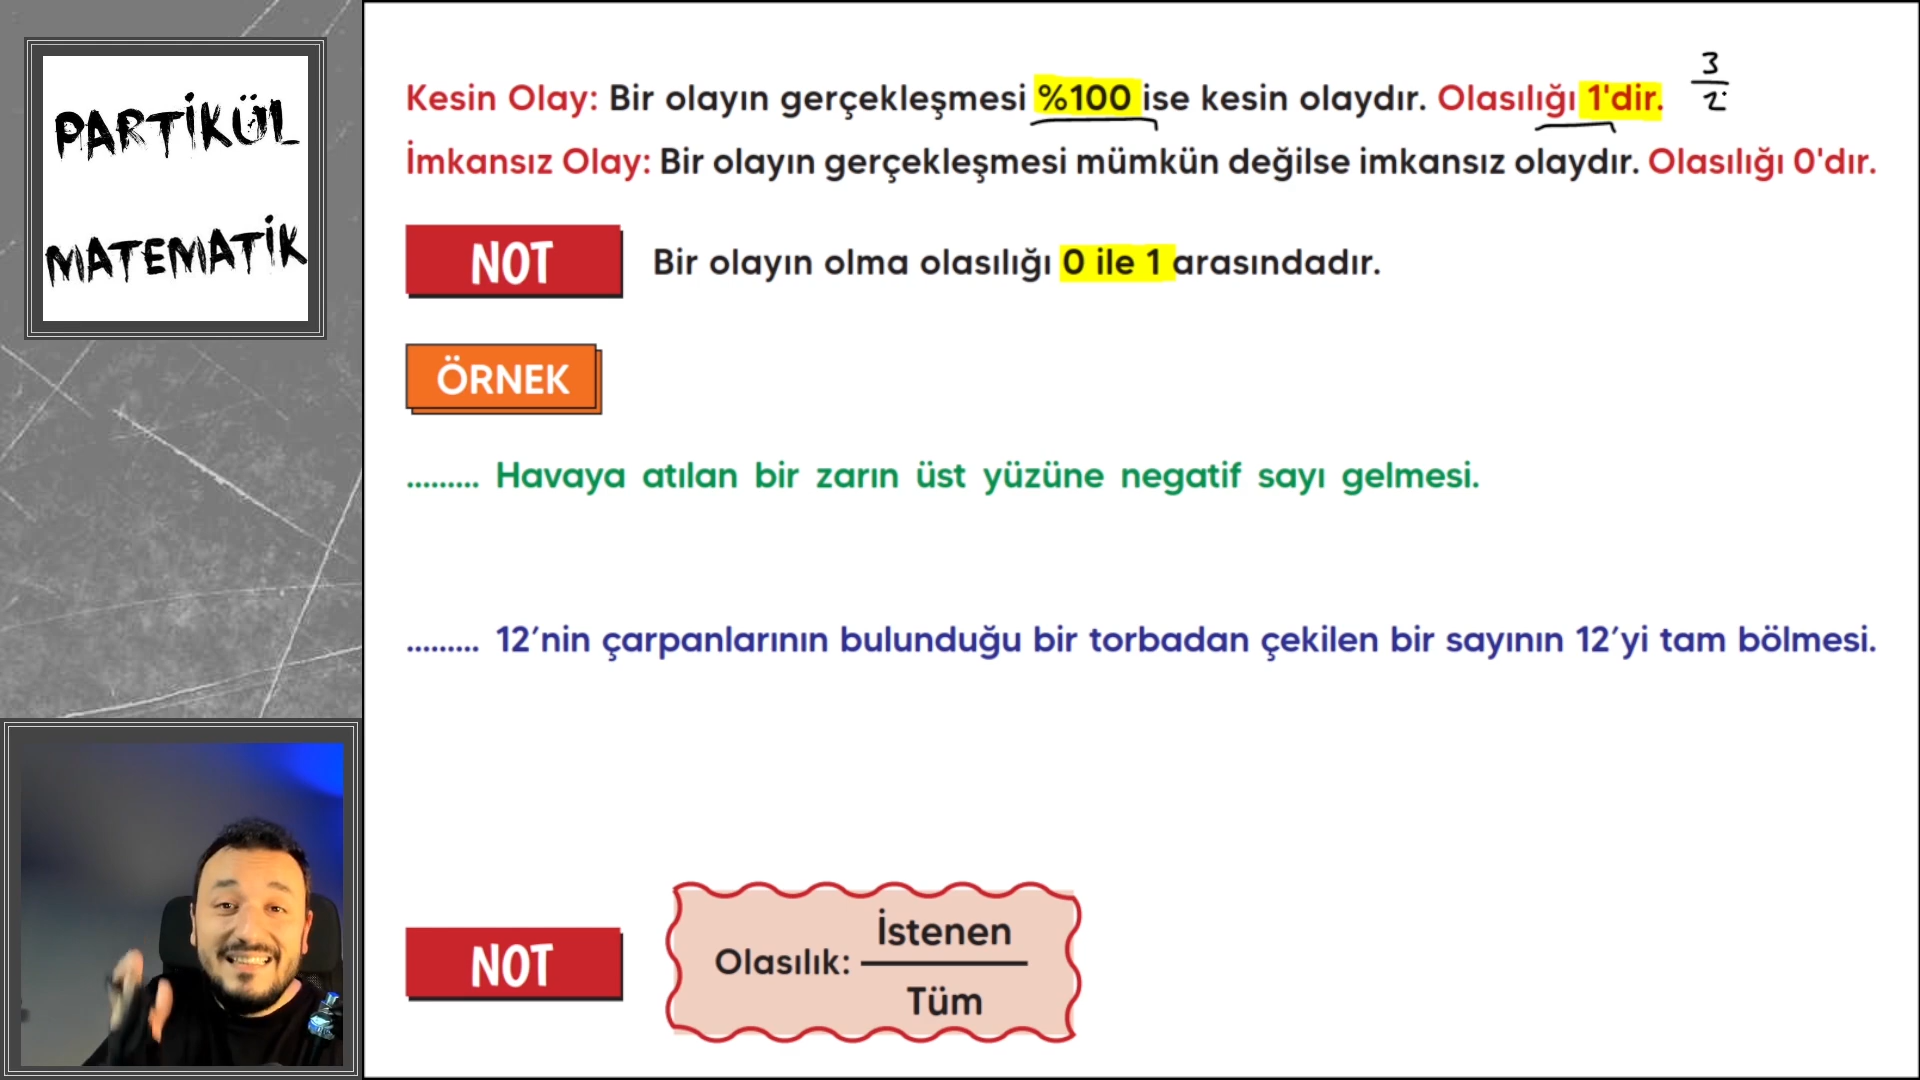 PARTİKÜL
MATEMATİK
Kesin Olay: Bir olayın gerçekleşmesi %100 ise kesin olaydır. Olasılığı 1'dir. 3/2
İmkansız Olay: Bir olayın gerçekleşmesi mümkün değilse imkansız olaydır. Olasılığı 0'dır.
NOT Bir olayın olma olasılığı 0 ile 1 arasındadır.
ÖRNEK
......... Havaya atılan bir zarın üst yüzüne negatif sayı gelmesi.
......... 12′nin çarpanlarının bulunduğu bir torbadan çekilen bir sayının 12′yi tam bölmesi.
NOT
İstenen
Olasılık:
Tüm